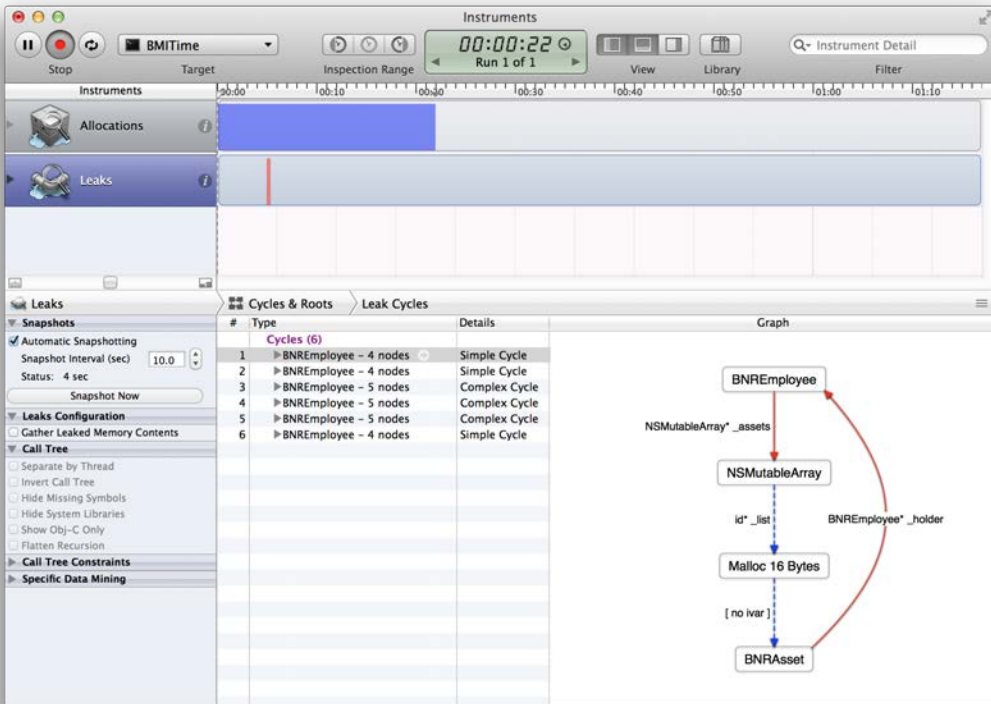 Instruments
BMITime
00:00:22
Run 1 of 1
Instrument Detail
Stop
Target
Inspection Range
View
Library
Filter
Instruments
00:10
00:20
00:30
00:40
00:50
01:00
01:10
Allocations
Leaks
Leaks
Cycles & Roots
Leak Cycles
Snapshots
# Type Details Graph
Automatic Snapshotting
Cycles (6)
Snapshot Interval (sec) 10.0
1 BNREmployee – 4 nodes Simple Cycle
Status: 4 sec
2 BNREmployee – 4 nodes Simple Cycle
Snapshot Now
3 BNREmployee – 5 nodes Complex Cycle
Leaks Configuration
4 BNREmployee – 5 nodes Complex Cycle
Gather Leaked Memory Contents
5 BNREmployee – 5 nodes Complex Cycle
Call Tree
6 BNREmployee – 4 nodes Simple Cycle
Separate by Thread
Invert Call Tree
Hide Missing Symbols
Hide System Libraries
Show Obj-C Only
Flatten Recursion
Call Tree Constraints
Specific Data Mining
BNREmployee
NSMutableArray* _assets
NSMutableArray
id* _list
BNREmployee* _holder
Malloc 16 Bytes
[ no ivar ]
BNRAsset